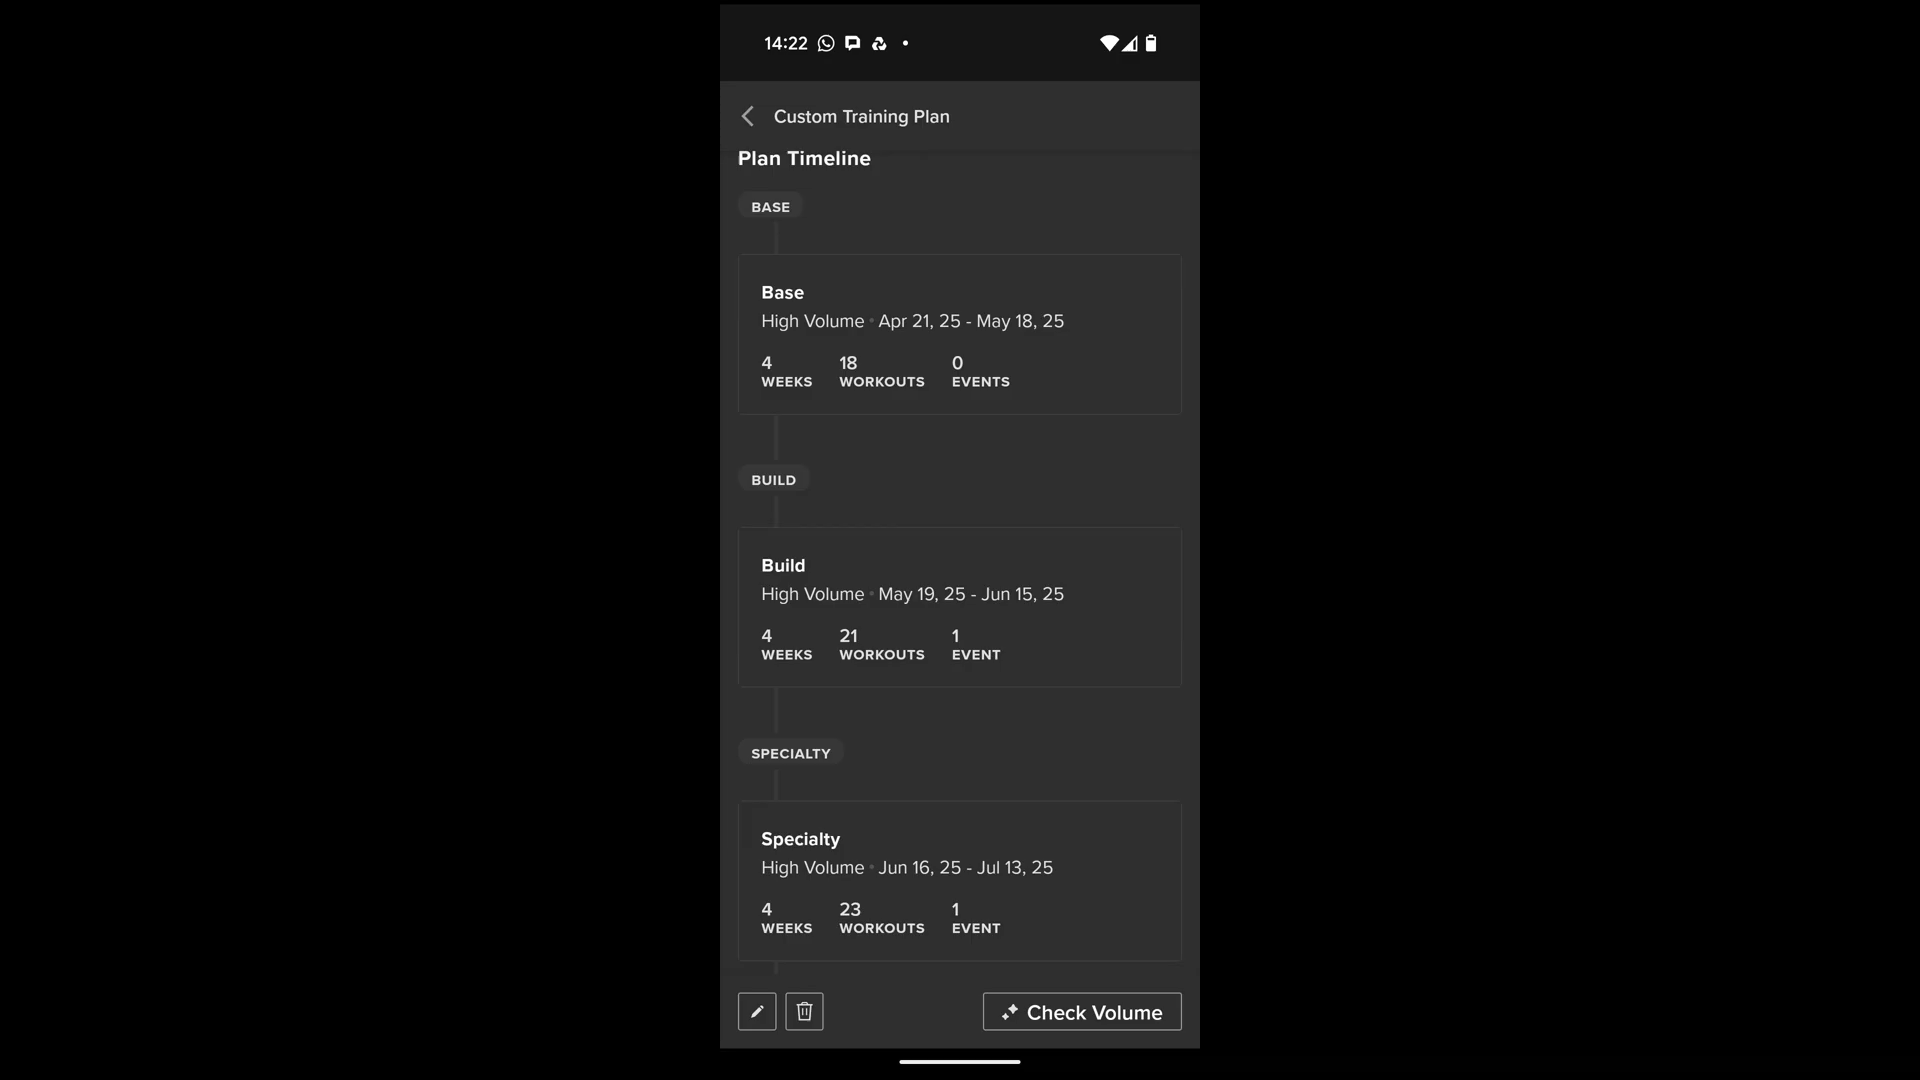 14:22
Custom Training Plan
Plan Timeline
BASE
Base
High Volume • Apr 21, 25 - May 18, 25
4 18 0
WEEKS WORKOUTS EVENTS
BUILD
Build
High Volume • May 19, 25 - Jun 15, 25
4 21 1
WEEKS WORKOUTS EVENT
SPECIALTY
Specialty
High Volume • Jun 16, 25 - Jul 13, 25
4 23 1
WEEKS WORKOUTS EVENT
Check Volume